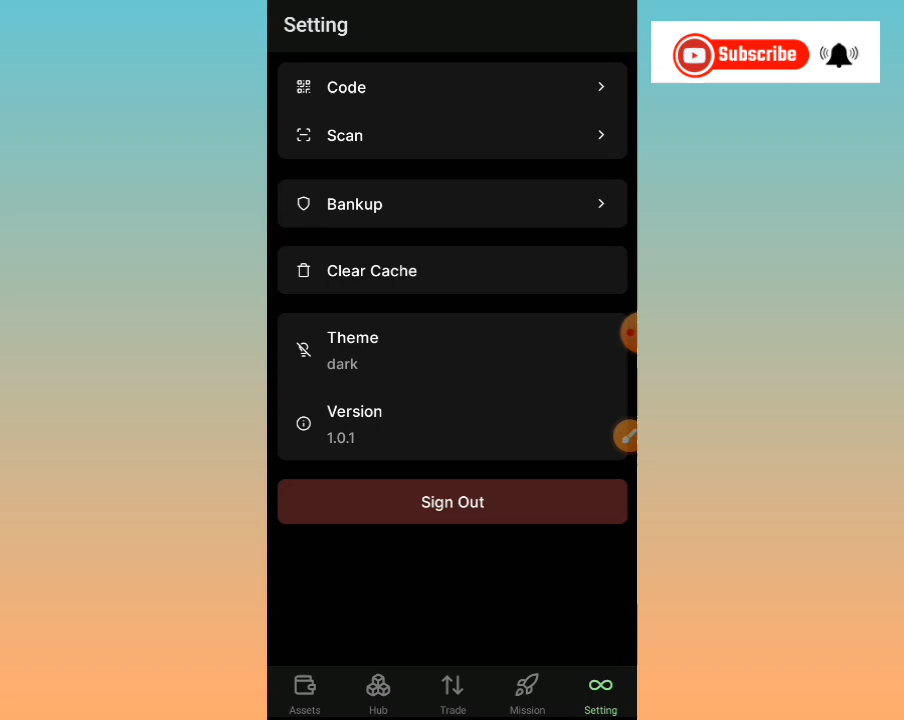 Setting
Subscribe
Code
Scan
Bankup
Clear Cache
Theme
dark
Version
1.0.1
Sign Out
Assets
Hub
Trade
Mission
Setting